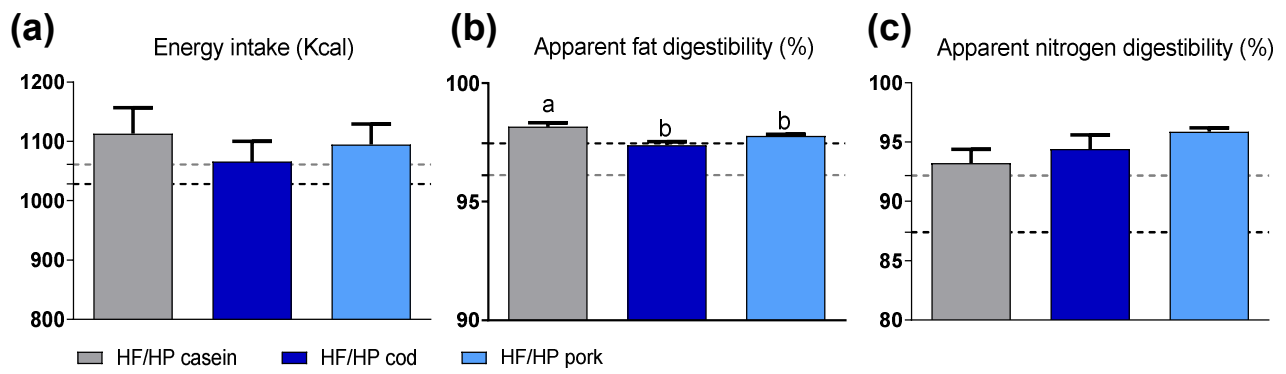 (a)
Energy intake (Kcal)
1200
1100
1000
900
800
(b)
Apparent fat digestibility (%)
100
95
90
a
b
b
(c)
Apparent nitrogen digestibility (%)
100
95
90
85
80
HF/HP casein
HF/HP cod
HF/HP pork